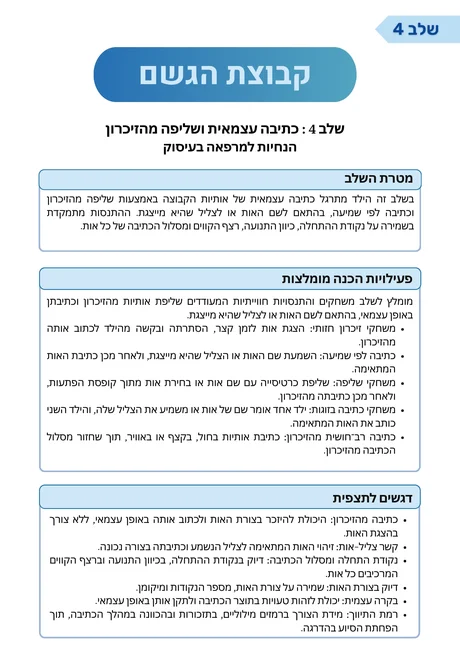 שלב 4
קבוצת הגשם
שלב 4 : כתיבה עצמאית ושליפה מהזיכרון
הנחיות למרפאה בעיסוק
מטרת השלב
בשלב זה הילד מתרגל כתיבה עצמאית של אותיות הקבוצה באמצעות שליפה מהזיכרון
וכתיבה לפי שמיעה, בהתאם לשם האות או לצליל שהיא מייצגת. ההתנסות מתמקדת
בשמירה על נקודת ההתחלה, כיוון התנועה, רצף הקווים ומסלול הכתיבה של כל אות.
פעילויות הכנה מומלצות
מומלץ לשלב משחקים והתנסויות חווייתיות המעודדים שליפת אותיות מהזיכרון וכתיבתן
באופן עצמאי, בהתאם לשם האות או לצליל שהיא מייצגת.
• משחקי זיכרון חזותי: הצגת אות לזמן קצר, הסתרתה ובקשה מהילד לכתוב אותה
מהזיכרון.
• כתיבה לפי שמיעה: השמעת שם האות או הצליל שהיא מייצגת, ולאחר מכן כתיבת האות
המתאימה.
• משחקי שליפה: שליפת כרטיסייה עם שם אות או בחירת אות מתוך קופסת הפתעות,
ולאחר מכן כתיבתה מהזיכרון.
• משחקי כתיבה בזוגות: ילד אחד אומר שם של אות או משמיע את הצליל שלה, והילד השני
כותב את האות המתאימה.
• כתיבה רב־חושית מהזיכרון: כתיבת אותיות בחול, בקצף או באוויר, תוך שחזור מסלול
הכתיבה מהזיכרון.
דגשים לתצפית
• כתיבה מהזיכרון: היכולת להיזכר בצורת האות ולכתוב אותה באופן עצמאי, ללא צורך
בהצגת האות.
• קשר צליל-אות: זיהוי האות המתאימה לצליל הנשמע וכתיבתה בצורה נכונה.
• נקודת התחלה ומסלול הכתיבה: דיוק בנקודת ההתחלה, בכיוון התנועה וברצף הקווים
המרכיבים כל אות.
• דיוק בצורת האות: שמירה על צורת האות, מספר הנקודות ומיקומן.
• בקרה עצמית: יכולת לזהות טעויות בתוצר הכתיבה ולתקן אותן באופן עצמאי.
• רמת התיווך: מידת הצורך ברמזים מילוליים, בתזכורות ובהכוונה במהלך הכתיבה, תוך
הפחתת הסיוע בהדרגה.